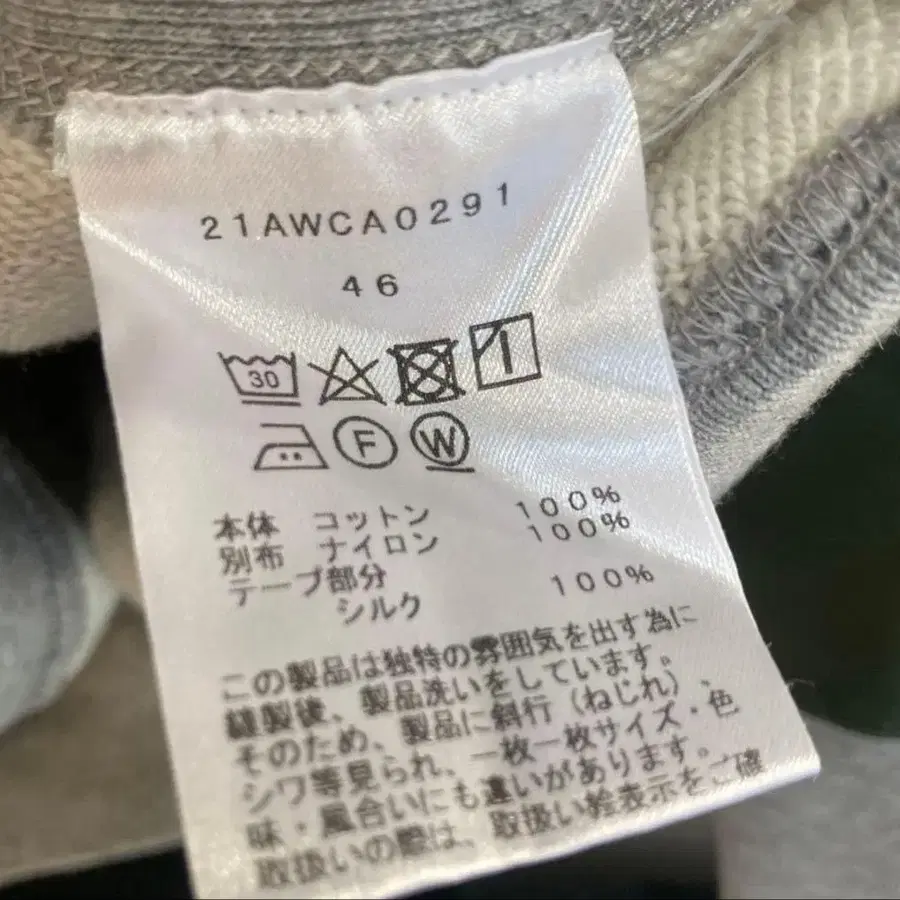 21AWCA0291
46
30
F W
本体 コットン 100%
別布 ナイロン 100%
テープ部分
シルク 100%
この製品は独特の雰囲気を出す為に
縫製後、製品洗いをしています。
そのため、製品に斜行(ねじれ)、
シワ等見られ、一枚一枚サイズ・色
味・風合いにも違いがあります。
取扱いの際は、取扱い絵表示をご確